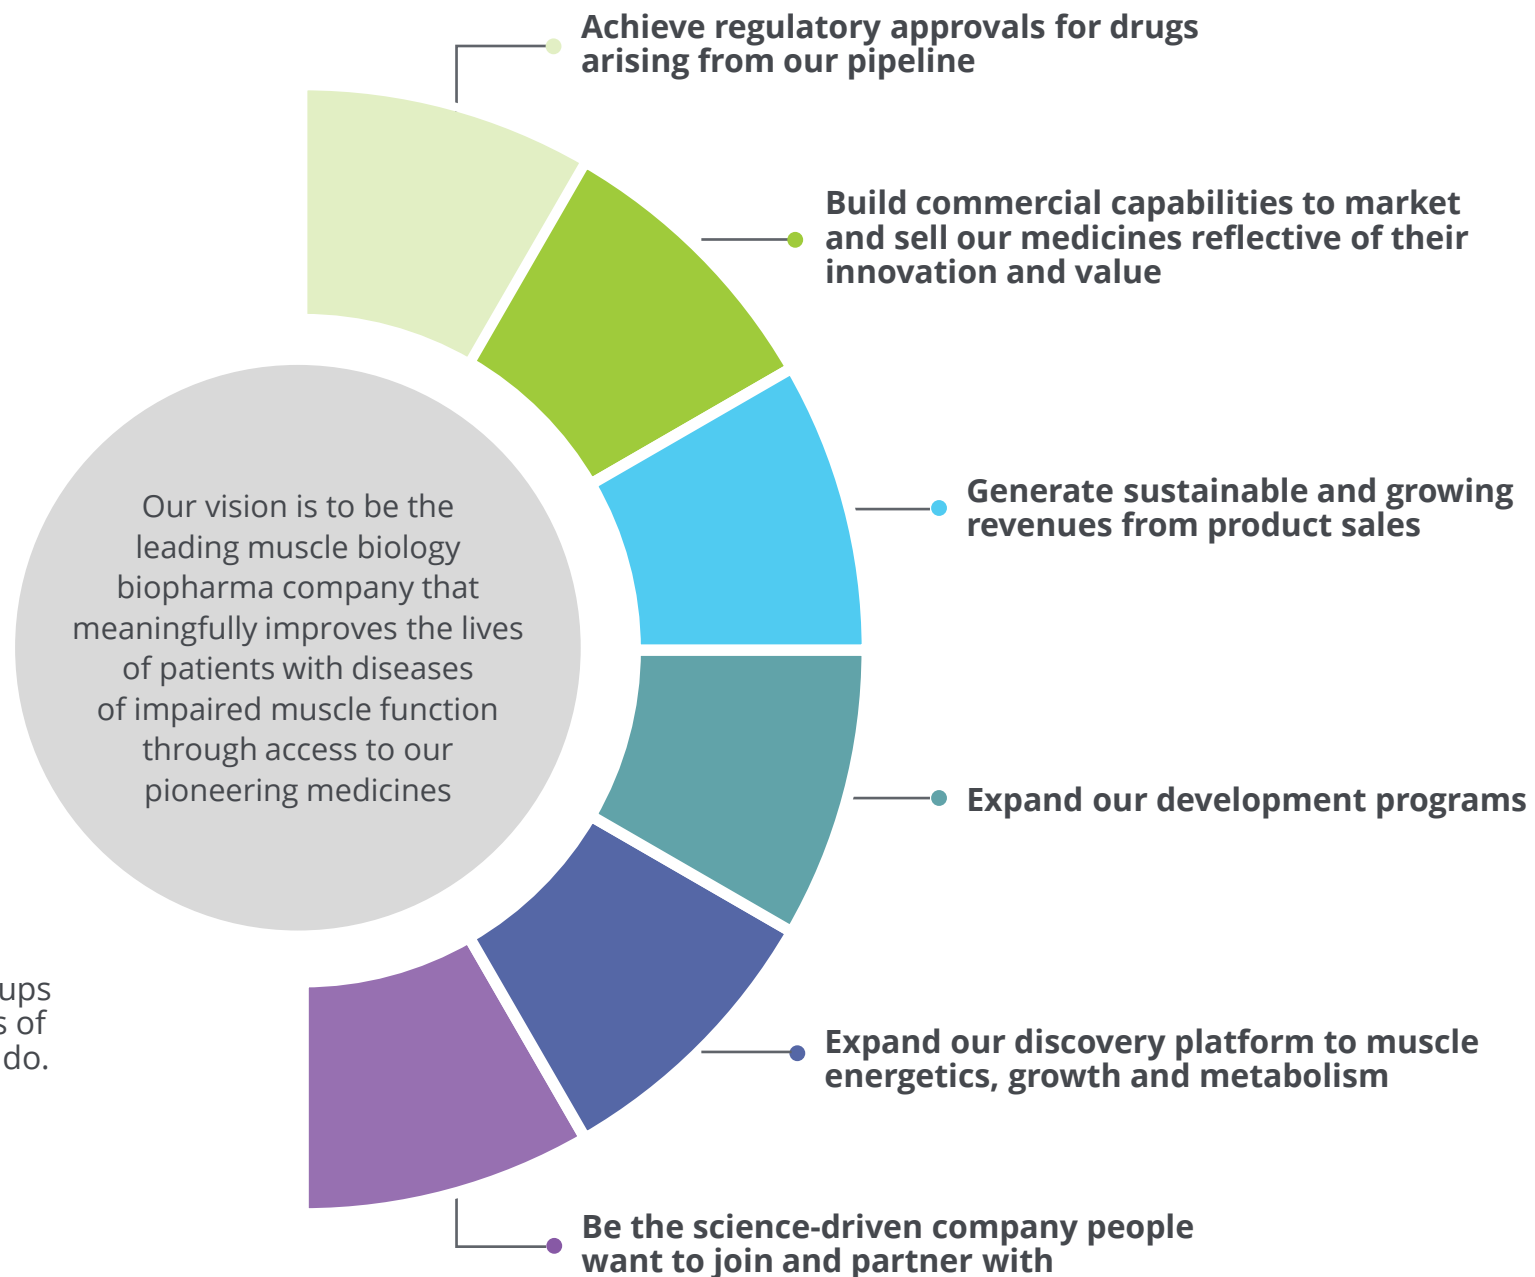 Achieve regulatory approvals for drugs
arising from our pipeline
Build commercial capabilities to market
and sell our medicines reflective of their
innovation and value
Generate sustainable and growing
revenues from product sales
Our vision is to be the
leading muscle biology
biopharma company that
meaningfully improves the lives
of patients with diseases
of impaired muscle function
through access to our
pioneering medicines
Expand our development programs
ups
s of
do.
Expand our discovery platform to muscle
energetics, growth and metabolism
Be the science-driven company people
want to join and partner with